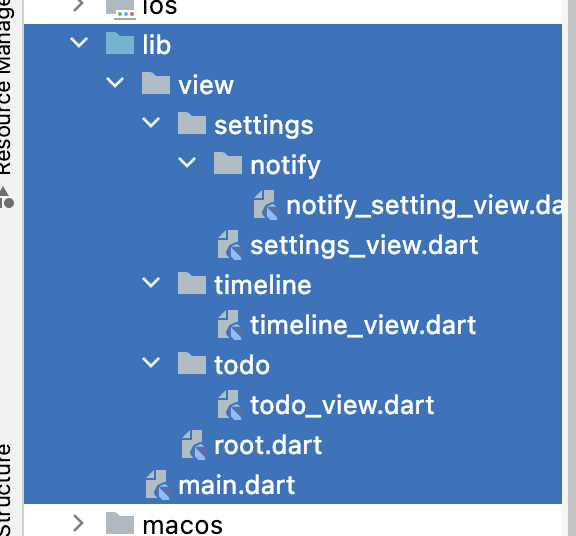 ios
lib
view
settings
notify
notify_setting_view.da
settings_view.dart
timeline
timeline_view.dart
todo
todo_view.dart
root.dart
main.dart
macos
Resource Manage
Structure